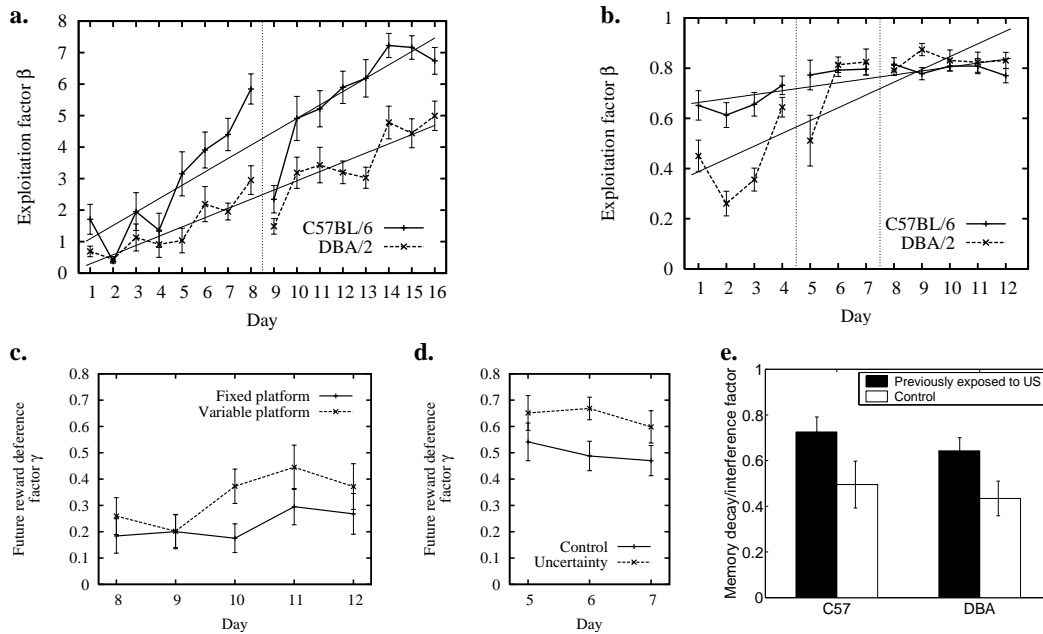 a.
Exploitation factor β
8
7
6
5
4
3
2
1
0
C57BL/6
DBA/2
1 2 3 4 5 6 7 8 9 10 11 12 13 14 15 16
Day
b.
Exploitation factor β
1
0.8
0.6
0.4
0.2
0
C57BL/6
DBA/2
1 2 3 4 5 6 7 8 9 10 11 12
Day
c.
Future reward deference
factor γ
0.8
0.7
0.6
0.5
0.4
0.3
0.2
0.1
0
Fixed platform
Variable platform
8 9 10 11 12
Day
d.
Future reward deference
factor γ
0.8
0.7
0.6
0.5
0.4
0.3
0.2
0.1
0
Control
Uncertainty
5 6 7
Day
e.
Memory decay/interference factor
1
0.8
0.6
0.4
0.2
0
Previously exposed to US
Control
C57 DBA